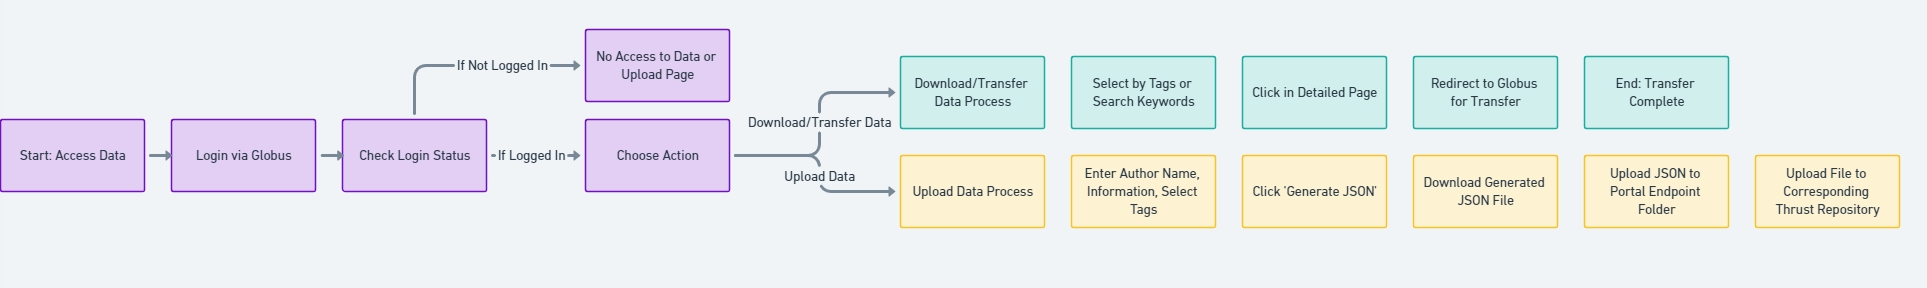 Start: Access Data
Login via Globus
Check Login Status
If Not Logged In
No Access to Data or
Upload Page
If Logged In
Choose Action
Download/Transfer Data
Upload Data
Download/Transfer
Data Process
Select by Tags or
Search Keywords
Click in Detailed Page
Redirect to Globus
for Transfer
End: Transfer
Complete
Upload Data Process
Enter Author Name,
Information, Select
Tags
Click 'Generate JSON'
Download Generated
JSON File
Upload JSON to
Portal Endpoint
Folder
Upload File to
Corresponding
Thrust Repository